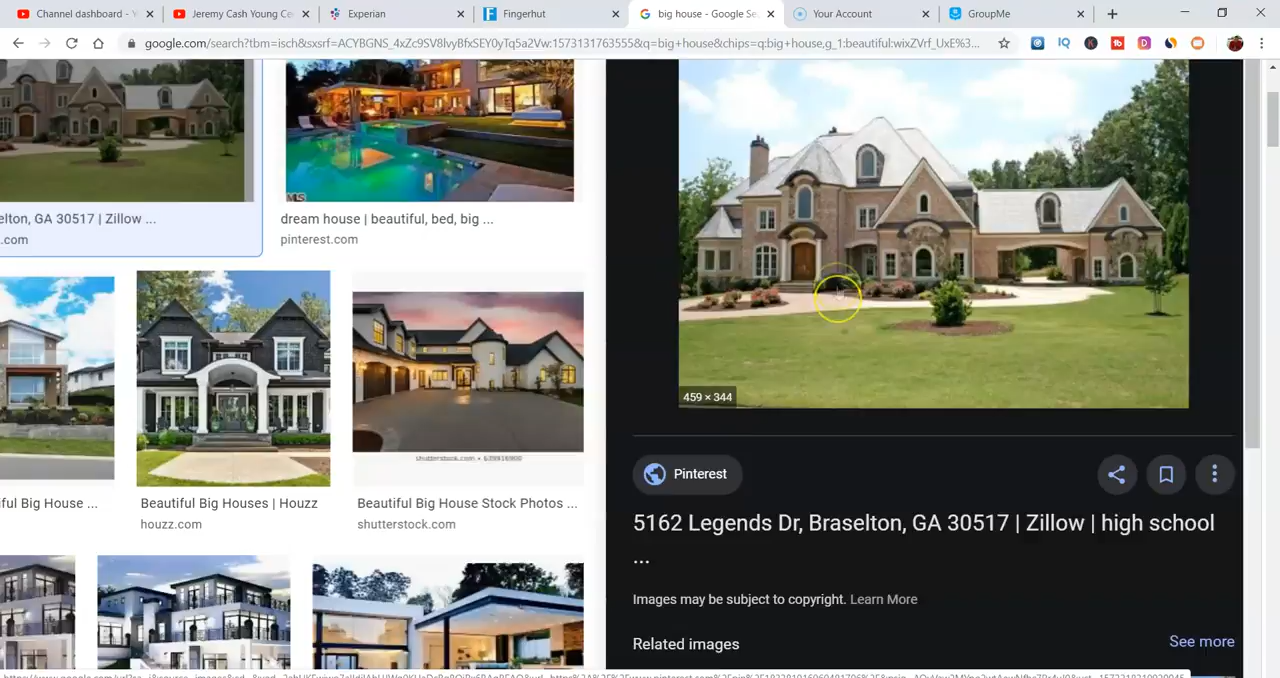 Channel dashboard - Y
Jeremy Cash Young Ce
Experian
Fingerhut
big house - Google Se
Your Account
GroupMe
google.com/search?tbm=isch&sxsrf=ACYBGNS_4xZc9SV8lvyBfxSEY0yTq5a2Vw:1573131763555&q=big+house&chips=q:big+house,g_1:beautiful:wixZVrf_UxE%3...
elton, GA 30517 | Zillow ...
.com
dream house | beautiful, bed, big ...
pinterest.com
459 × 344
Pinterest
5162 Legends Dr, Braselton, GA 30517 | Zillow | high school
...
Images may be subject to copyright. Learn More
Related images
See more
iful Big House ...
Beautiful Big Houses | Houzz
houzz.com
Beautiful Big House Stock Photos ...
shutterstock.com